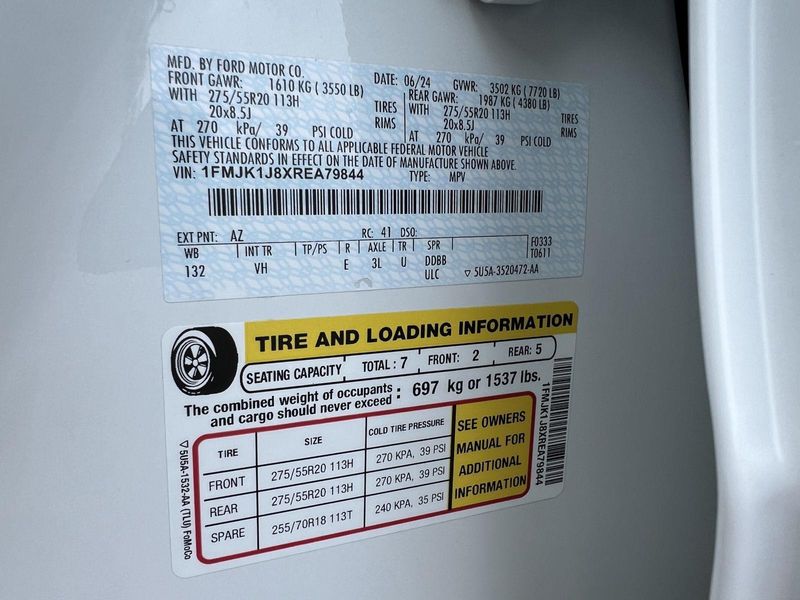 MFD. BY FORD MOTOR CO.
DATE: 06/24 GVWR: 3502 KG ( 7720 LB)
FRONT GAWR: 1610 KG ( 3550 LB) REAR GAWR: 1987 KG ( 4380 LB)
WITH 275/55R20 113H TIRES WITH 275/55R20 113H TIRES
20x8.5J RIMS 20x8.5J RIMS
AT 270 kPa/ 39 PSI COLD AT 270 kPa/ 39 PSI COLD
THIS VEHICLE CONFORMS TO ALL APPLICABLE FEDERAL MOTOR VEHICLE
SAFETY STANDARDS IN EFFECT ON THE DATE OF MANUFACTURE SHOWN ABOVE.
VIN: 1FMJK1J8XREA79844 TYPE: MPV
EXT PNT: AZ RC: 41 DSO: F0333
WB INT TR TP/PS R AXLE TR SPR T0611
132 VH E 3L U DDBB
ULC 5U5A-3520472-AA
TIRE AND LOADING INFORMATION
SEATING CAPACITY TOTAL : 7 FRONT: 2 REAR: 5
The combined weight of occupants
and cargo should never exceed : 697 kg or 1537 lbs.
TIRE SIZE COLD TIRE PRESSURE
FRONT 275/55R20 113H 270 KPA, 39 PSI
REAR 275/55R20 113H 270 KPA, 39 PSI
SPARE 255/70R18 113T 240 KPA, 35 PSI
SEE OWNERS
MANUAL FOR
ADDITIONAL
INFORMATION
5U5A-1532-AA (TLU) FoMoCo
1FMJK1J8XREA79844